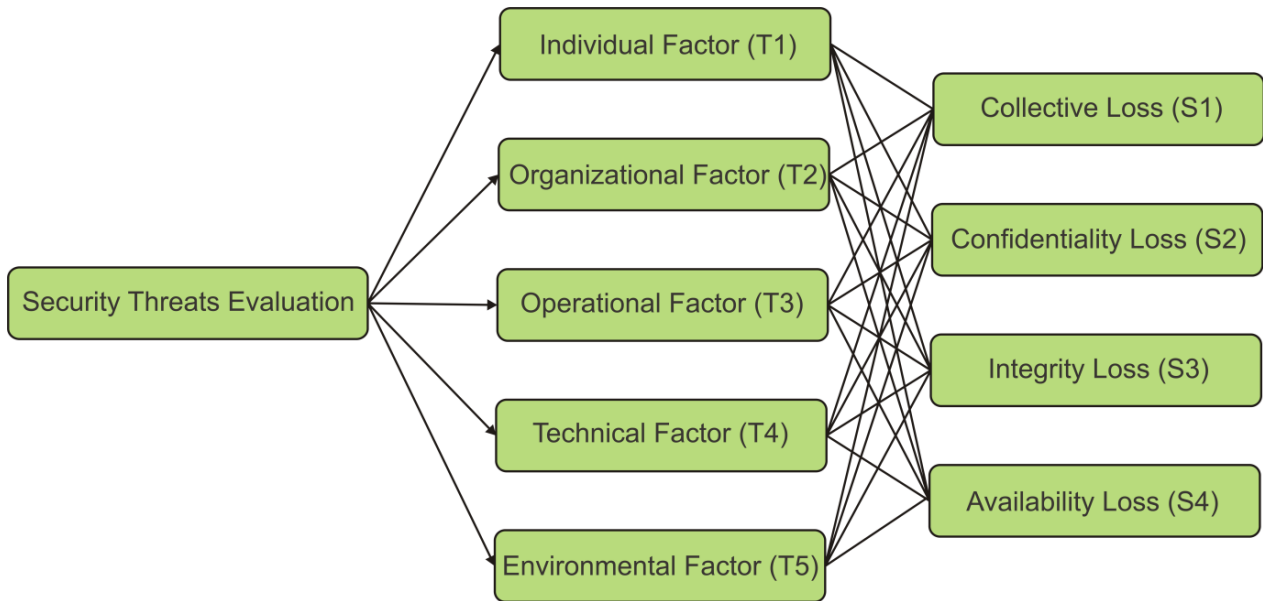 Security Threats Evaluation
Individual Factor (T1)
Organizational Factor (T2)
Operational Factor (T3)
Technical Factor (T4)
Environmental Factor (T5)
Collective Loss (S1)
Confidentiality Loss (S2)
Integrity Loss (S3)
Availability Loss (S4)